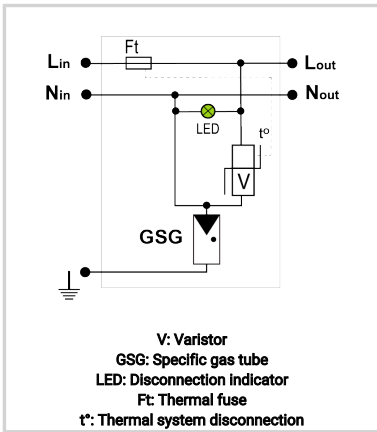 Ft
Lin Lout
Nin Nout
LED
t°
V
GSG
V: Varistor
GSG: Specific gas tube
LED: Disconnection indicator
Ft: Thermal fuse
t°: Thermal system disconnection